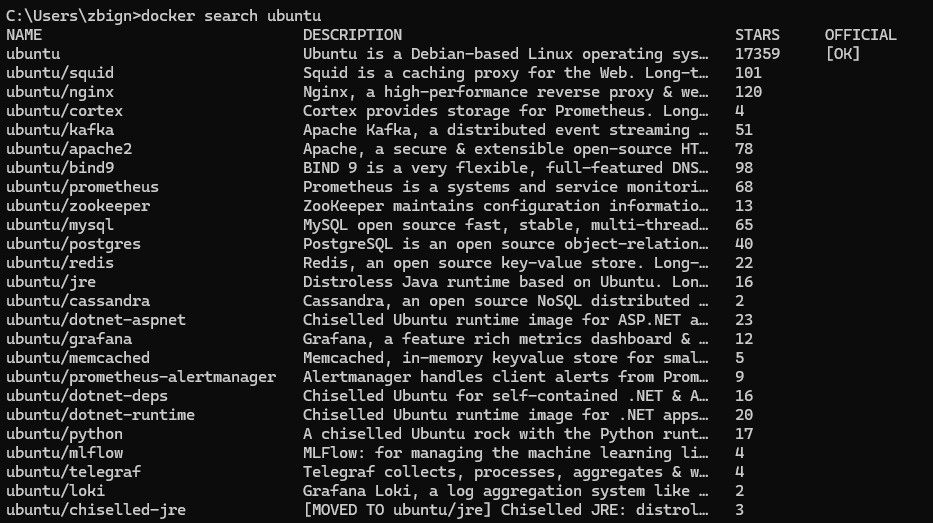 C:\Users\zbign>docker search ubuntu
NAME                             DESCRIPTION                                     STARS     OFFICIAL
ubuntu                           Ubuntu is a Debian-based Linux operating sys…   17359     [OK]
ubuntu/squid                     Squid is a caching proxy for the Web. Long-t…   101
ubuntu/nginx                     Nginx, a high-performance reverse proxy & we…   120
ubuntu/cortex                    Cortex provides storage for Prometheus. Long…   4
ubuntu/kafka                     Apache Kafka, a distributed event streaming …   51
ubuntu/apache2                   Apache, a secure & extensible open-source HT…   78
ubuntu/bind9                     BIND 9 is a very flexible, full-featured DNS…   98
ubuntu/prometheus                Prometheus is a systems and service monitori…   68
ubuntu/zookeeper                 ZooKeeper maintains configuration informatio…   13
ubuntu/mysql                     MySQL open source fast, stable, multi-thread…   65
ubuntu/postgres                  PostgreSQL is an open source object-relation…   40
ubuntu/redis                     Redis, an open source key-value store. Long-…   22
ubuntu/jre                       Distroless Java runtime based on Ubuntu. Lon…   16
ubuntu/cassandra                 Cassandra, an open source NoSQL distributed …   2
ubuntu/dotnet-aspnet             Chiselled Ubuntu runtime image for ASP.NET a…   23
ubuntu/grafana                   Grafana, a feature rich metrics dashboard & …   12
ubuntu/memcached                 Memcached, in-memory keyvalue store for smal…   5
ubuntu/prometheus-alertmanager   Alertmanager handles client alerts from Prom…   9
ubuntu/dotnet-deps               Chiselled Ubuntu for self-contained .NET & A…   16
ubuntu/dotnet-runtime            Chiselled Ubuntu runtime image for .NET apps…   20
ubuntu/python                    A chiselled Ubuntu rock with the Python runt…   17
ubuntu/mlflow                    MLFlow: for managing the machine learning li…   4
ubuntu/telegraf                  Telegraf collects, processes, aggregates & w…   4
ubuntu/loki                      Grafana Loki, a log aggregation system like …   2
ubuntu/chiselled-jre             [MOVED TO ubuntu/jre] Chiselled JRE: distrol…   3